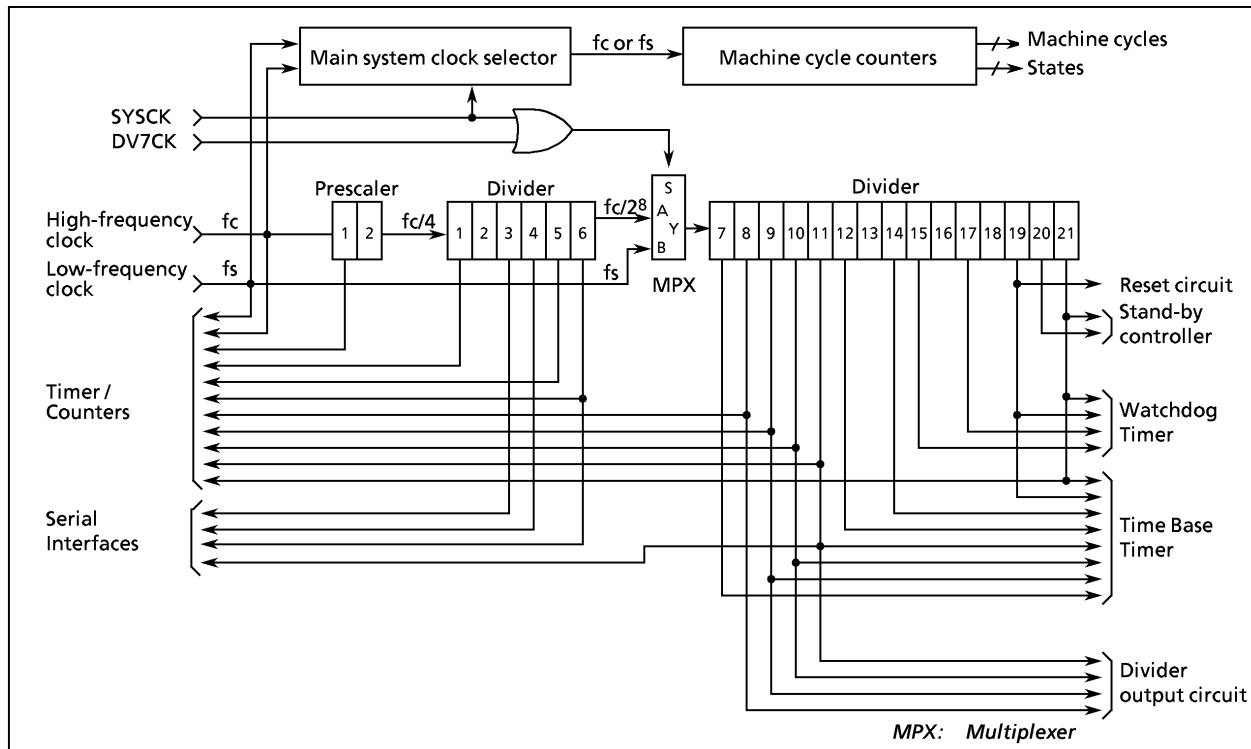 Main system clock selector
fc or fs
Machine cycle counters
Machine cycles
States
SYSCK
DV7CK
Prescaler
Divider
fc/2⁸
S
A
Y
B
MPX
Divider
High-frequency
clock
fc
1 2
fc/4
1 2 3 4 5 6
7 8 9 10 11 12 13 14 15 16 17 18 19 20 21
Low-frequency
clock
fs
fs
Reset circuit
Stand-by
controller
Timer /
Counters
Watchdog
Timer
Serial
Interfaces
Time Base
Timer
Divider
output circuit
MPX: Multiplexer